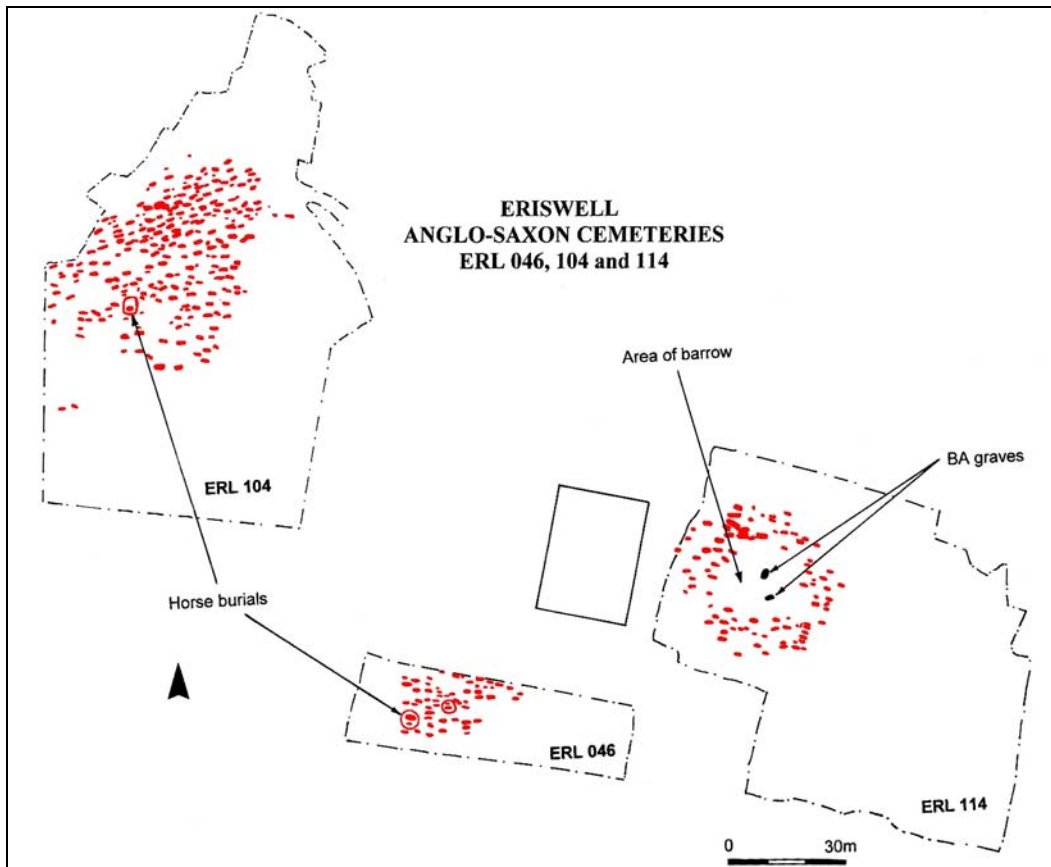 ERISWELL
ANGLO-SAXON CEMETERIES
ERL 046, 104 and 114
Area of barrow
BA graves
ERL 104
Horse burials
ERL 046
ERL 114
0 30m